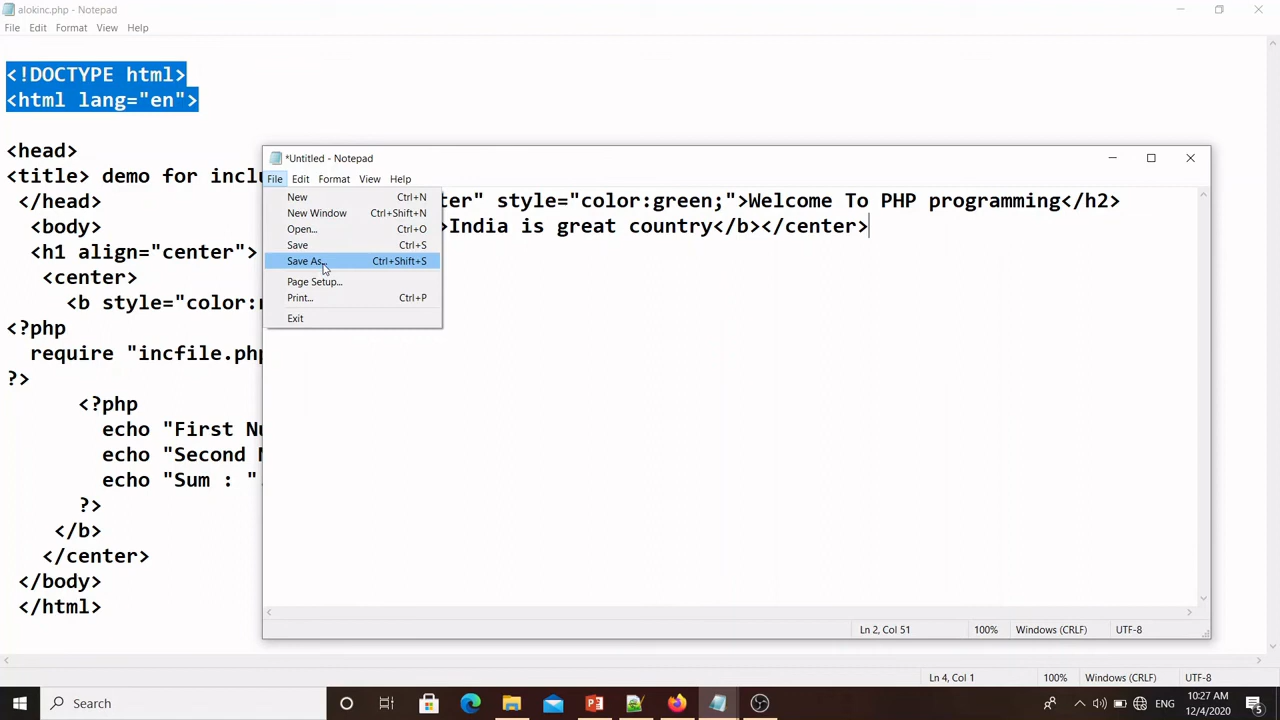 alokinc.php - Notepad
File Edit Format View Help
<!DOCTYPE html>
<html lang="en">
<head>
<title> demo for inclu
</head>
<body>
<h1 align="center">
<center>
<b style="color:
<?php
require "incfile.php
?>
<?php
echo "First Nu
echo "Second
echo "Sum : ".
?>
</b>
</center>
</body>
</html>
Ln 4, Col 1 100% Windows (CRLF) UTF-8
*Untitled - Notepad
File Edit Format View Help
ter" style="color:green;">Welcome To PHP programming</h2>
>India is great country</b></center>
New Ctrl+N
New Window Ctrl+Shift+N
Open... Ctrl+O
Save Ctrl+S
Save As... Ctrl+Shift+S
Page Setup...
Print... Ctrl+P
Exit
Ln 2, Col 51 100% Windows (CRLF) UTF-8
Search
ENG
10:27 AM
12/4/2020
5